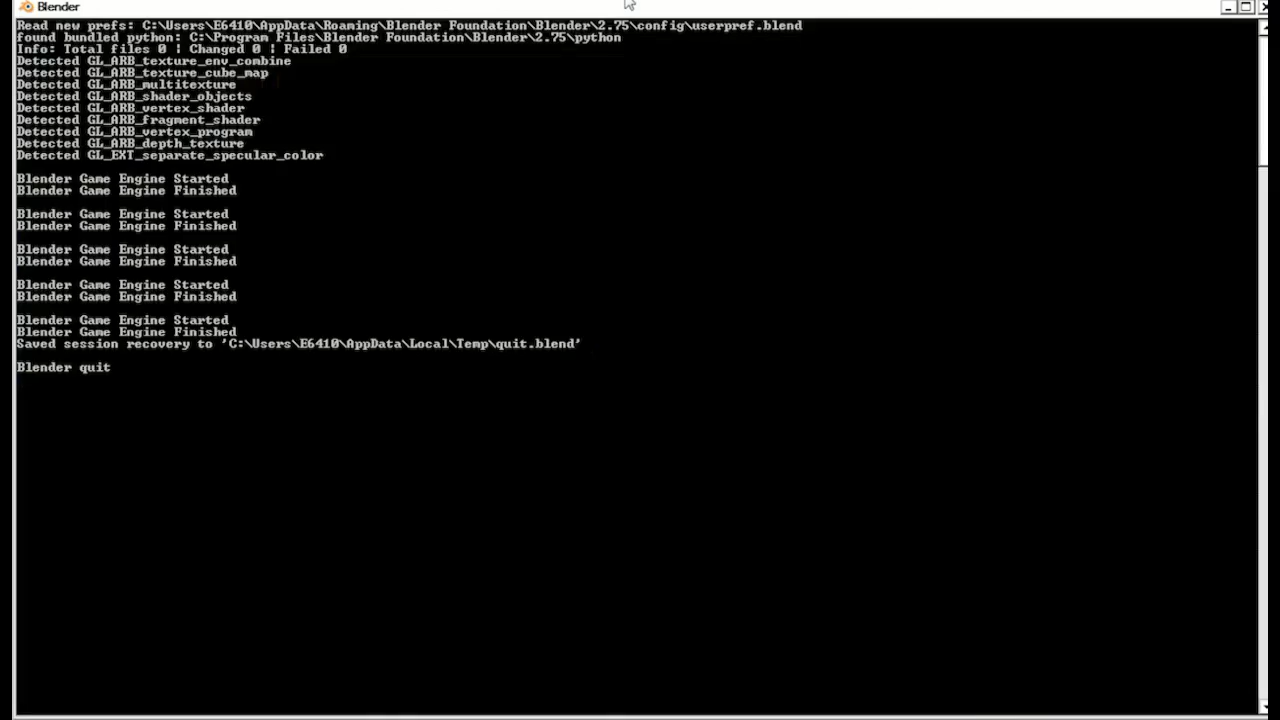 Blender
Read new prefs: C:\Users\E6410\AppData\Roaming\Blender Foundation\Blender\2.75\config\userpref.blend
found bundled python: C:\Program Files\Blender Foundation\Blender\2.75\python
Info: Total files 0 ¦ Changed 0 ¦ Failed 0
Detected GL_ARB_texture_env_combine
Detected GL_ARB_texture_cube_map
Detected GL_ARB_multitexture
Detected GL_ARB_shader_objects
Detected GL_ARB_vertex_shader
Detected GL_ARB_fragment_shader
Detected GL_ARB_vertex_program
Detected GL_ARB_depth_texture
Detected GL_EXT_separate_specular_color
Blender Game Engine Started
Blender Game Engine Finished
Blender Game Engine Started
Blender Game Engine Finished
Blender Game Engine Started
Blender Game Engine Finished
Blender Game Engine Started
Blender Game Engine Finished
Blender Game Engine Started
Blender Game Engine Finished
Saved session recovery to 'C:\Users\E6410\AppData\Local\Temp\quit.blend'
Blender quit